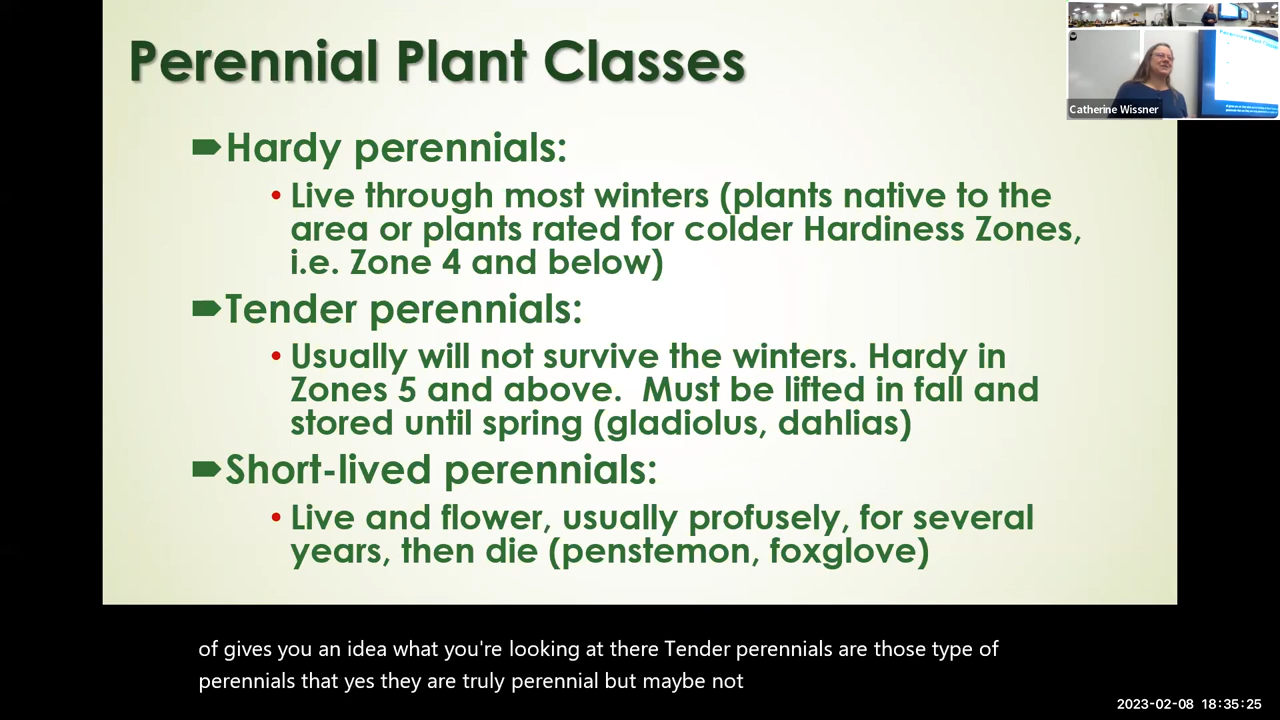 Perennial Plant Classes
Catherine Wissner
Hardy perennials:
• Live through most winters (plants native to the
area or plants rated for colder Hardiness Zones,
i.e. Zone 4 and below)
Tender perennials:
• Usually will not survive the winters. Hardy in
Zones 5 and above.  Must be lifted in fall and
stored until spring (gladiolus, dahlias)
Short-lived perennials:
• Live and flower, usually profusely, for several
years, then die (penstemon, foxglove)
of gives you an idea what you're looking at there Tender perennials are those type of
perennials that yes they are truly perennial but maybe not
2023-02-08 18:35:25